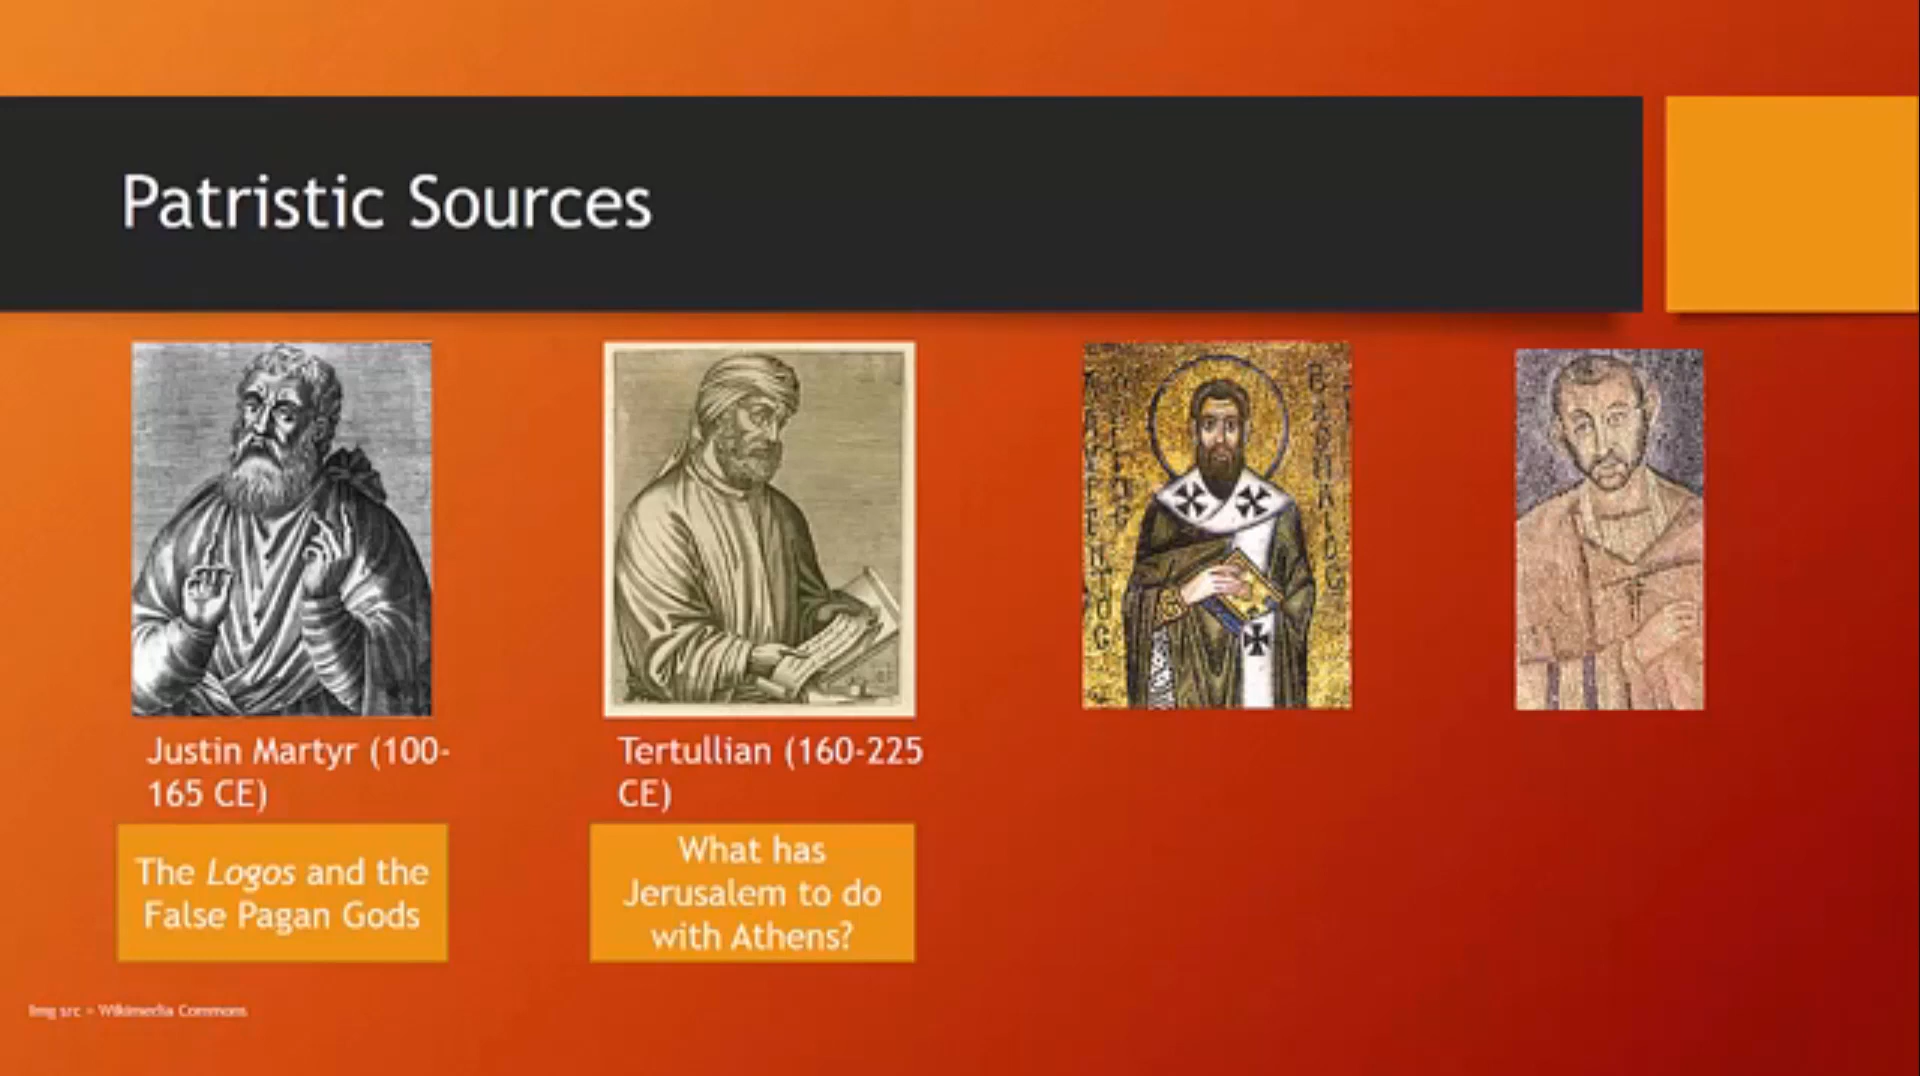 Patristic Sources
Justin Martyr (100-
165 CE)
Tertullian (160-225
CE)
The Logos and the
False Pagan Gods
What has
Jerusalem to do
with Athens?
Img src - Wikimedia Commons